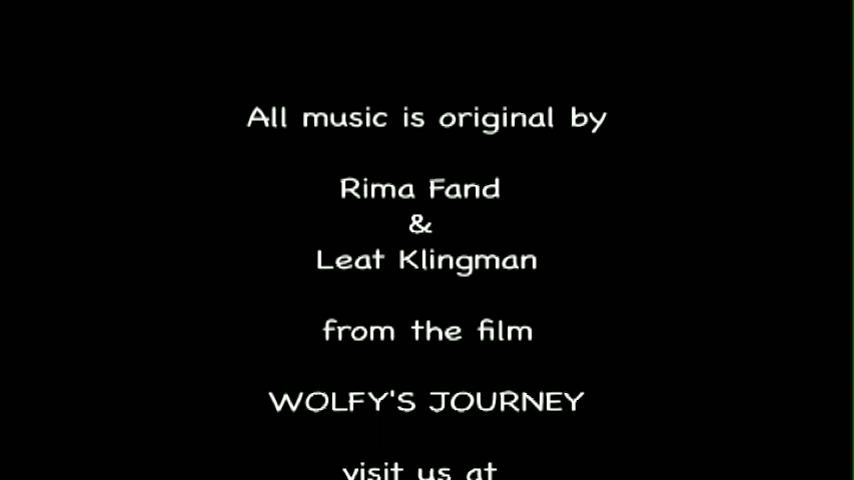 All music is original by
Rima Fand
&
Leat Klingman
from the film
WOLFY'S JOURNEY
visit us at